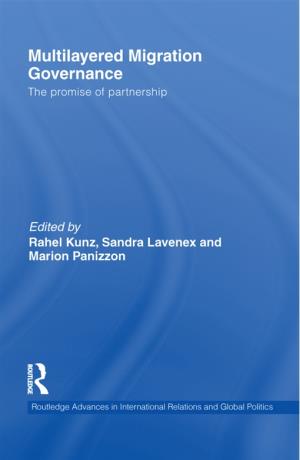 Multilayered Migration
Governance
The promise of partnership
Edited by
Rahel Kunz, Sandra Lavenex and
Marion Panizzon
ROUTLEDGE
Routledge Advances in International Relations and Global Politics